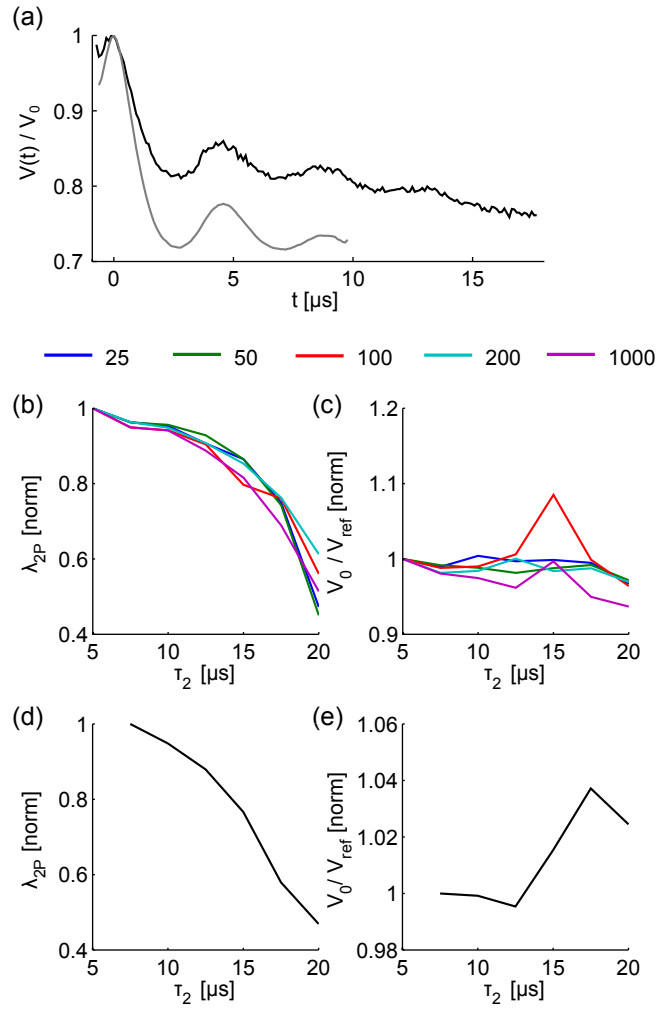 (a)
1
0.9
0.8
0.7
V(t) / V₀
0 5 10 15
t [µs]
25 50 100 200 1000
(b)
1
0.8
0.6
0.4
λ₂P [norm]
5 10 15 20
τ₂ [µs]
(c)
1.2
1.1
1
0.9
V₀ / V_ref [norm]
5 10 15 20
τ₂ [µs]
(d)
1
0.8
0.6
0.4
λ₂P [norm]
5 10 15 20
τ₂ [µs]
(e)
1.06
1.04
1.02
1
0.98
V₀ / V_ref [norm]
5 10 15 20
τ₂ [µs]